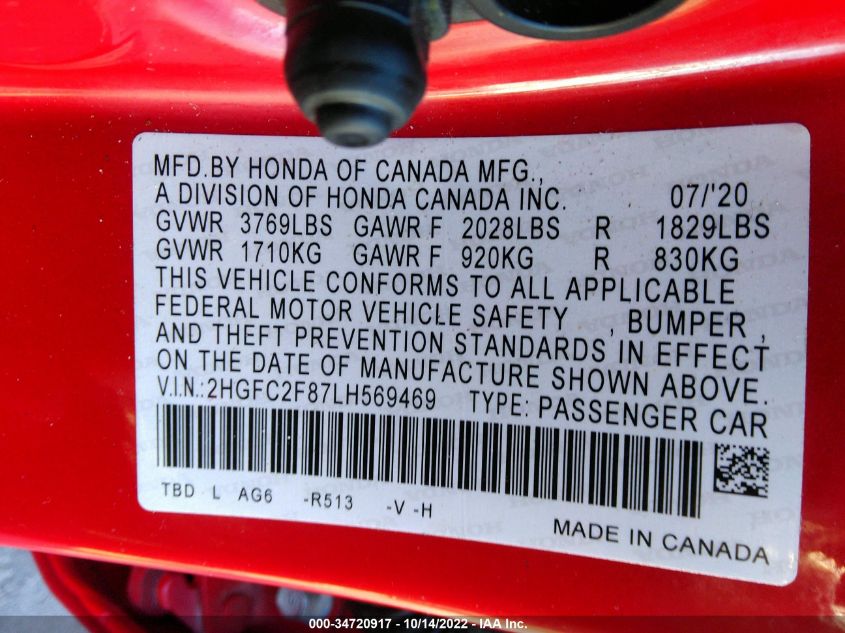 MFD.BY HONDA OF CANADA MFG.,
A DIVISION OF HONDA CANADA INC. 07/'20
GVWR 3769LBS GAWR F 2028LBS R 1829LBS
GVWR 1710KG GAWR F 920KG R 830KG
THIS VEHICLE CONFORMS TO ALL APPLICABLE
FEDERAL MOTOR VEHICLE SAFETY , BUMPER ,
AND THEFT PREVENTION STANDARDS IN EFFECT
ON THE DATE OF MANUFACTURE SHOWN ABOVE.
V.I.N.:2HGFC2F87LH569469 TYPE: PASSENGER CAR
TBD L AG6 -R513 -V -H
MADE IN CANADA
000-34720917 - 10/14/2022 - IAA Inc.